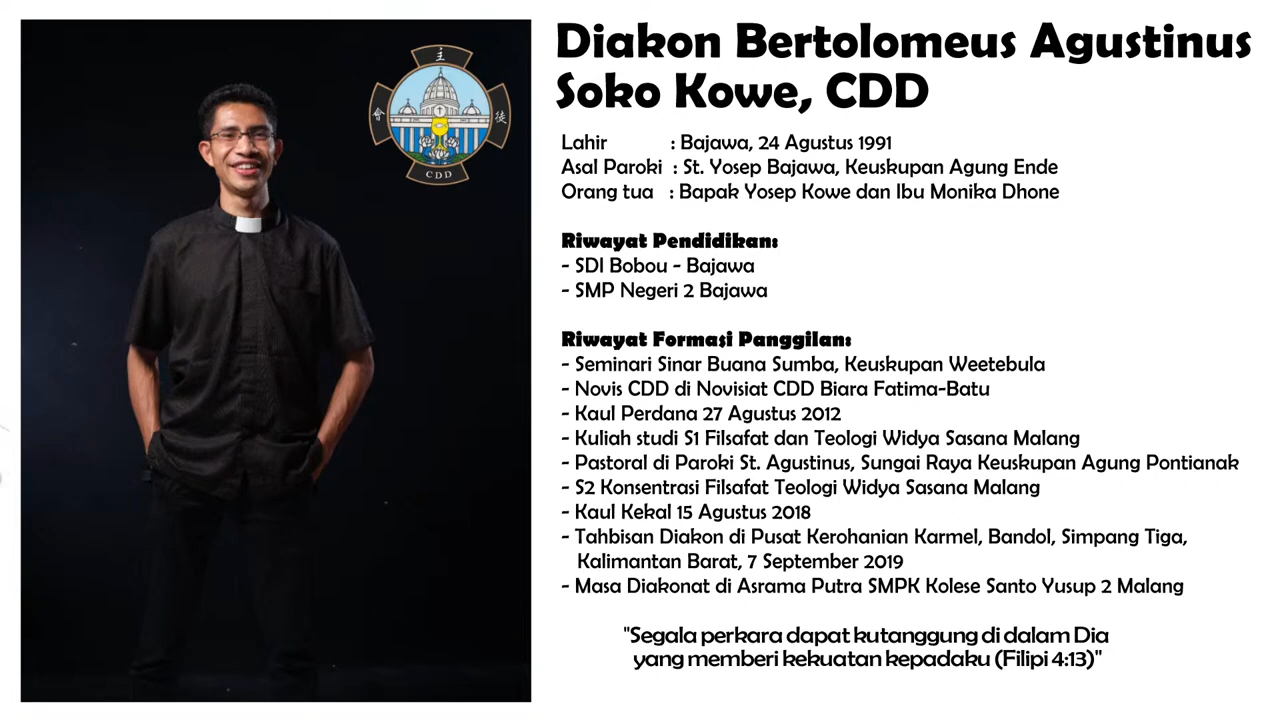 主
會
徒
CDD
Diakon Bertolomeus Agustinus
Soko Kowe, CDD
Lahir : Bajawa, 24 Agustus 1991
Asal Paroki : St. Yosep Bajawa, Keuskupan Agung Ende
Orang tua : Bapak Yosep Kowe dan Ibu Monika Dhone
Riwayat Pendidikan:
- SDI Bobou - Bajawa
- SMP Negeri 2 Bajawa
Riwayat Formasi Panggilan:
- Seminari Sinar Buana Sumba, Keuskupan Weetebula
- Novis CDD di Novisiat CDD Biara Fatima-Batu
- Kaul Perdana 27 Agustus 2012
- Kuliah studi S1 Filsafat dan Teologi Widya Sasana Malang
- Pastoral di Paroki St. Agustinus, Sungai Raya Keuskupan Agung Pontianak
- S2 Konsentrasi Filsafat Teologi Widya Sasana Malang
- Kaul Kekal 15 Agustus 2018
- Tahbisan Diakon di Pusat Kerohanian Karmel, Bandol, Simpang Tiga,
Kalimantan Barat, 7 September 2019
- Masa Diakonat di Asrama Putra SMPK Kolese Santo Yusup 2 Malang
"Segala perkara dapat kutanggung di dalam Dia
yang memberi kekuatan kepadaku (Filipi 4:13)"